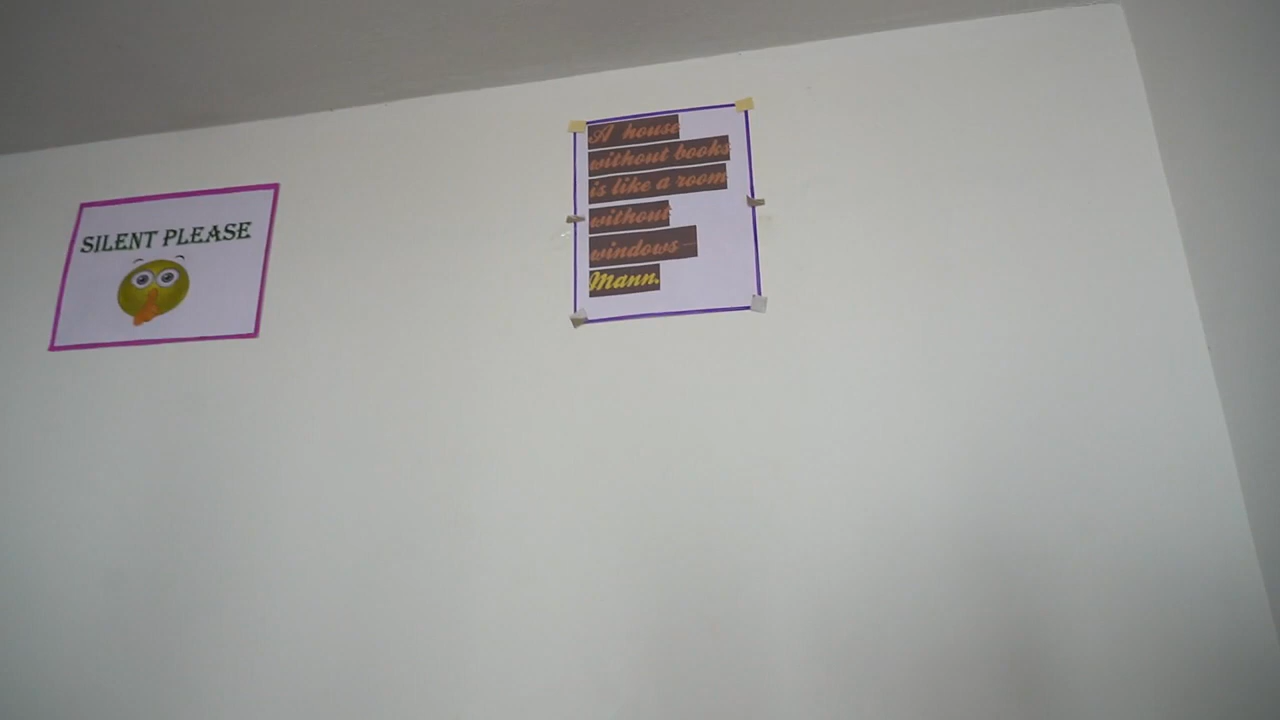 SILENT PLEASE
A house
without books
is like a room
without
windows-
Mann.